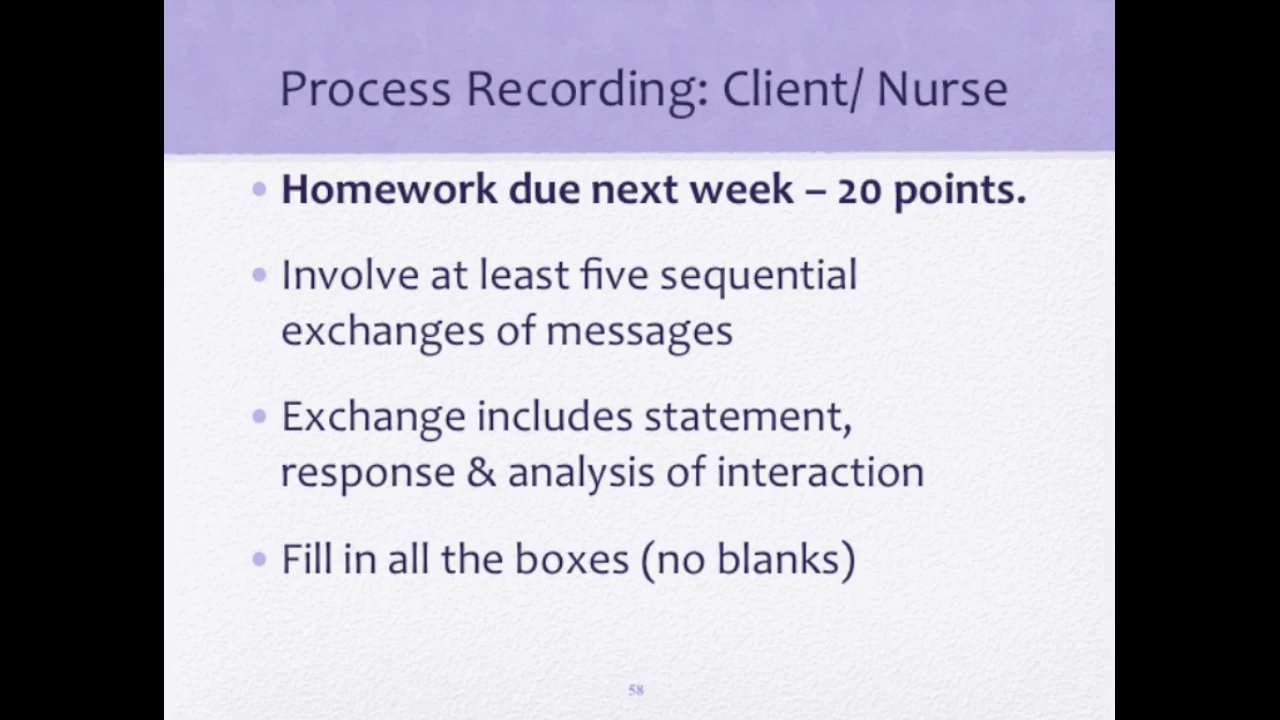 Process Recording: Client/ Nurse
• Homework due next week – 20 points.
• Involve at least five sequential
exchanges of messages
• Exchange includes statement,
response & analysis of interaction
• Fill in all the boxes (no blanks)
58